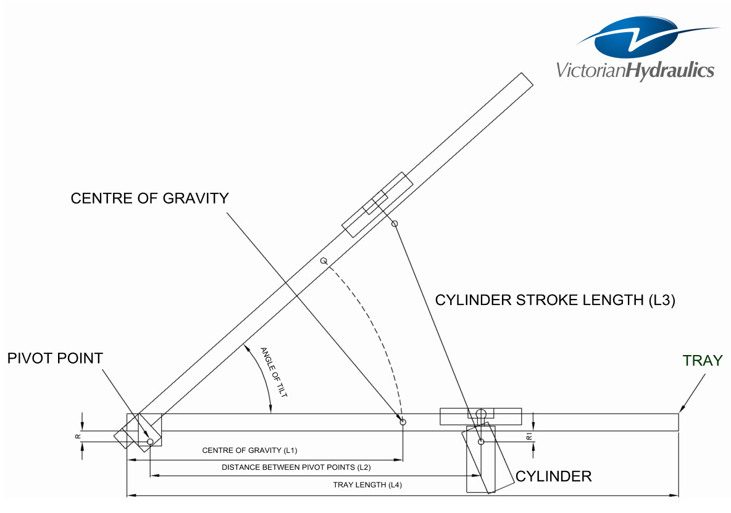 VictorianHydraulics
CENTRE OF GRAVITY
CYLINDER STROKE LENGTH (L3)
PIVOT POINT
ANGLE OF TILT
TRAY
R
R1
CENTRE OF GRAVITY (L1)
DISTANCE BETWEEN PIVOT POINTS (L2)
CYLINDER
TRAY LENGTH (L4)